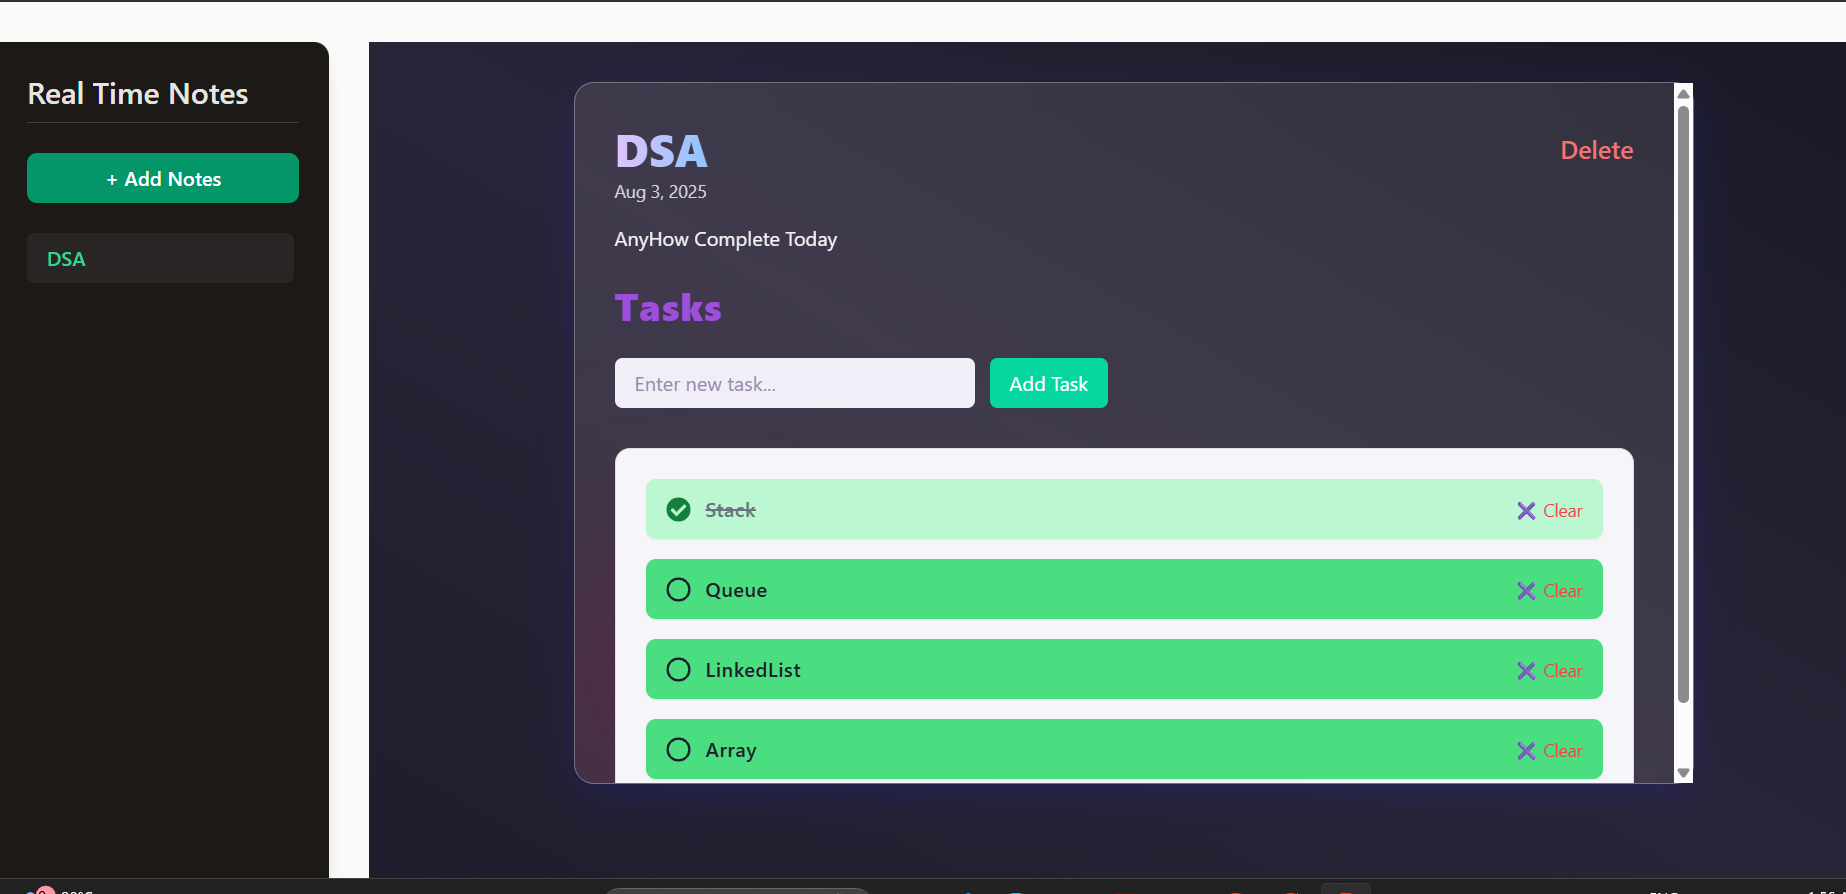 Real Time Notes
+ Add Notes
DSA
DSA
Delete
Aug 3, 2025
AnyHow Complete Today
Tasks
Enter new task...
Add Task
Stack
Clear
Queue
Clear
LinkedList
Clear
Array
Clear